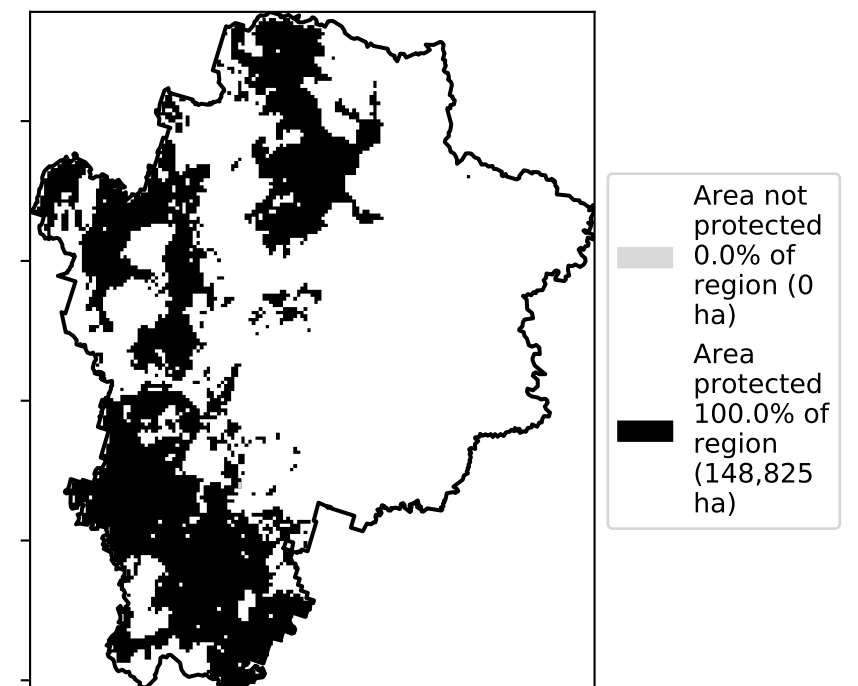 Area not
protected
0.0% of
region (0
ha)
Area
protected
100.0% of
region
(148,825
ha)